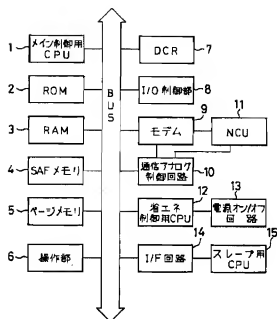 1
メイン制御用
CPU
2
ROM
3
RAM
4
SAFメモリ
5
ページメモリ
6
操作部
BUS
DCR
7
I/O制御部
8
モデム
9
NCU
11
通信アナログ
制御回路
10
省エネ
制御用CPU
12
電源オン/オフ
回路
13
I/F回路
14
スレーブ用
CPU
15